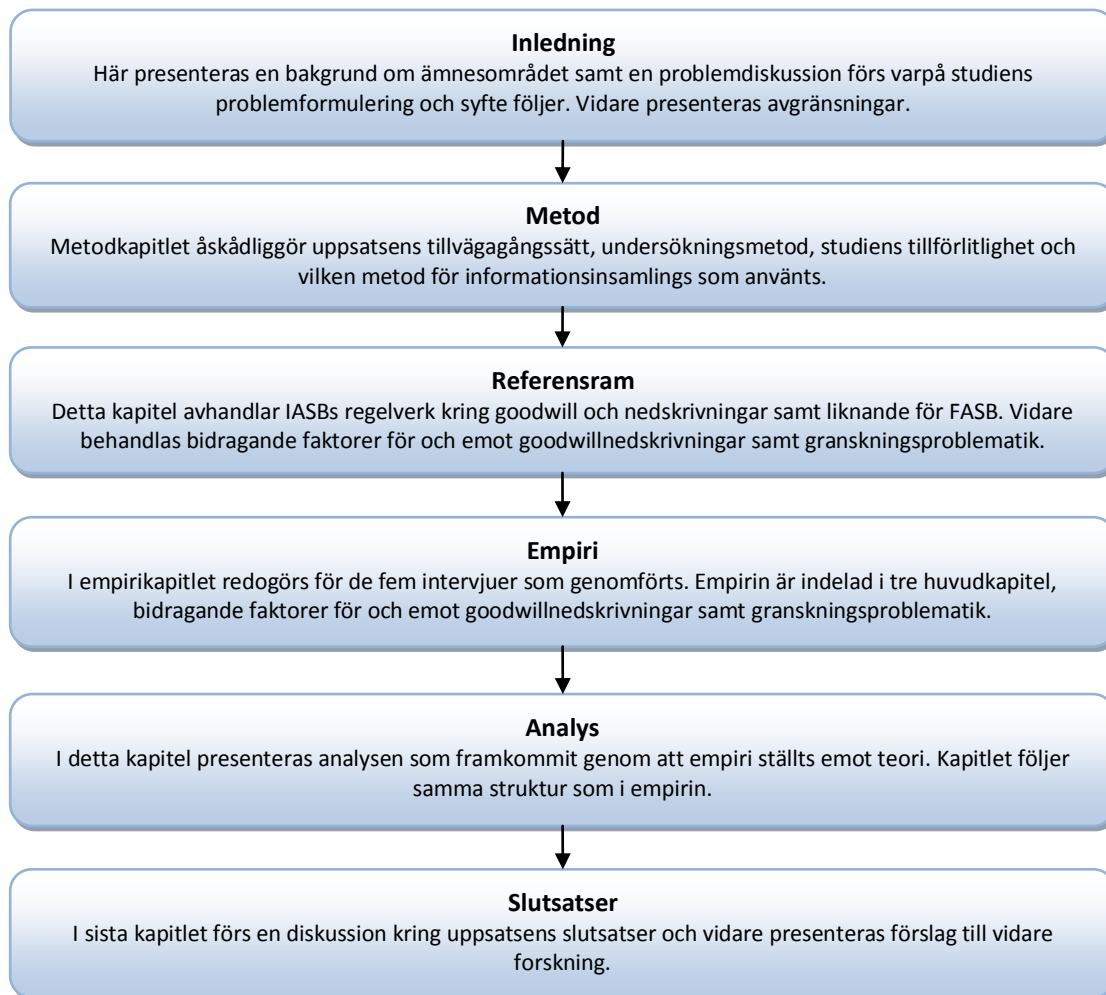 Inledning
Här presenteras en bakgrund om ämnesområdet samt en problemdiskussion förs varpå studiens
problemformulering och syfte följer. Vidare presenteras avgränsningar.
Metod
Metodkapitlet åskådliggör uppsatsens tillvägagångssätt, undersökningsmetod, studiens tillförlitlighet och
vilken metod för informationsinsamlings som använts.
Referensram
Detta kapitel avhandlar IASBs regelverk kring goodwill och nedskrivningar samt liknande för FASB. Vidare
behandlas bidragande faktorer för och emot goodwillnedskrivningar samt granskningsproblematik.
Empiri
I empirikapitlet redogörs för de fem intervjuer som genomförts. Empirin är indelad i tre huvudkapitel,
bidragande faktorer för och emot goodwillnedskrivningar samt granskningsproblematik.
Analys
I detta kapitel presenteras analysen som framkommit genom att empiri ställts emot teori. Kapitlet följer
samma struktur som i empirin.
Slutsatser
I sista kapitlet förs en diskussion kring uppsatsens slutsatser och vidare presenteras förslag till vidare
forskning.